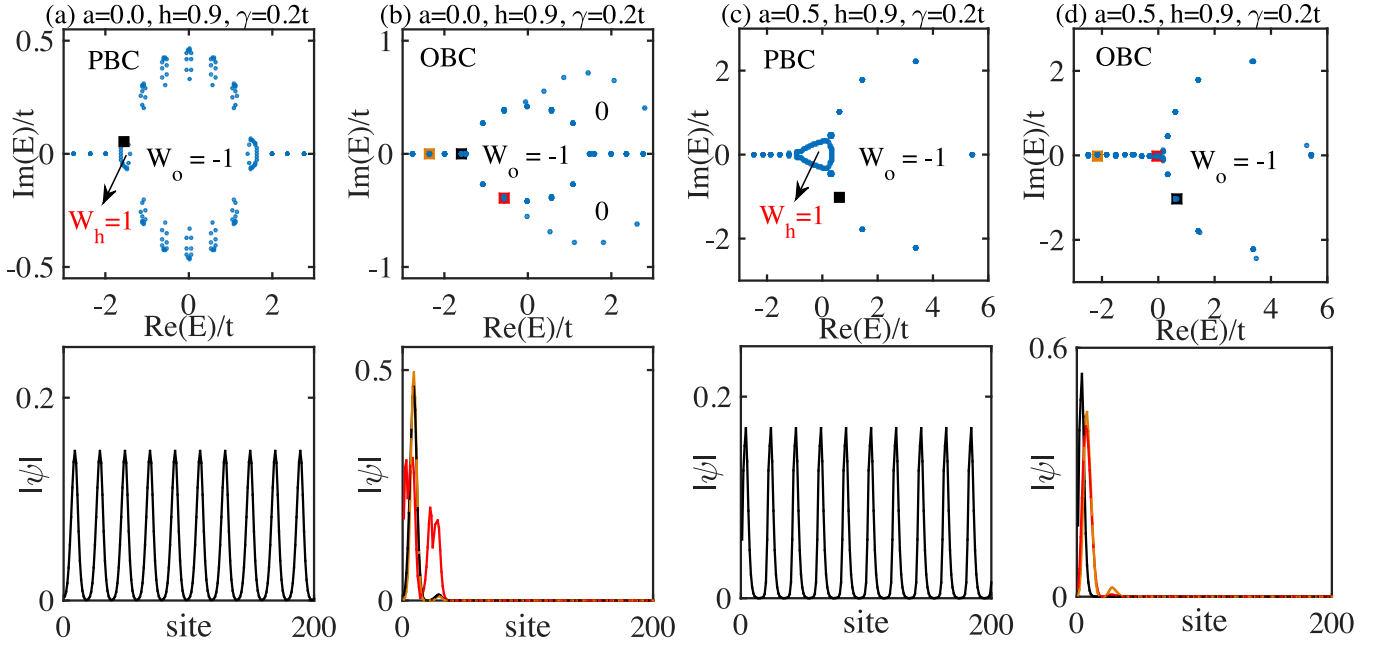 (a) a=0.0, h=0.9, γ=0.2t
0.5
PBC
Im(E)/t
0
W_o = -1
W_h=1
-0.5
-2 0 2
Re(E)/t
0.2
|ψ|
0
0 site 200
(b) a=0.0, h=0.9, γ=0.2t
1
OBC
0
Im(E)/t
0
W_o = -1
0
-1
-2 0 2
Re(E)/t
0.5
|ψ|
0
0 site 200
(c) a=0.5, h=0.9, γ=0.2t
PBC
2
Im(E)/t
0
W_o = -1
W_h=1
-2
-2 0 2 4 6
Re(E)/t
0.2
|ψ|
0
0 site 200
(d) a=0.5, h=0.9, γ=0.2t
OBC
2
Im(E)/t
0
W_o = -1
-2
-2 0 2 4 6
Re(E)/t
0.6
|ψ|
0
0 site 200